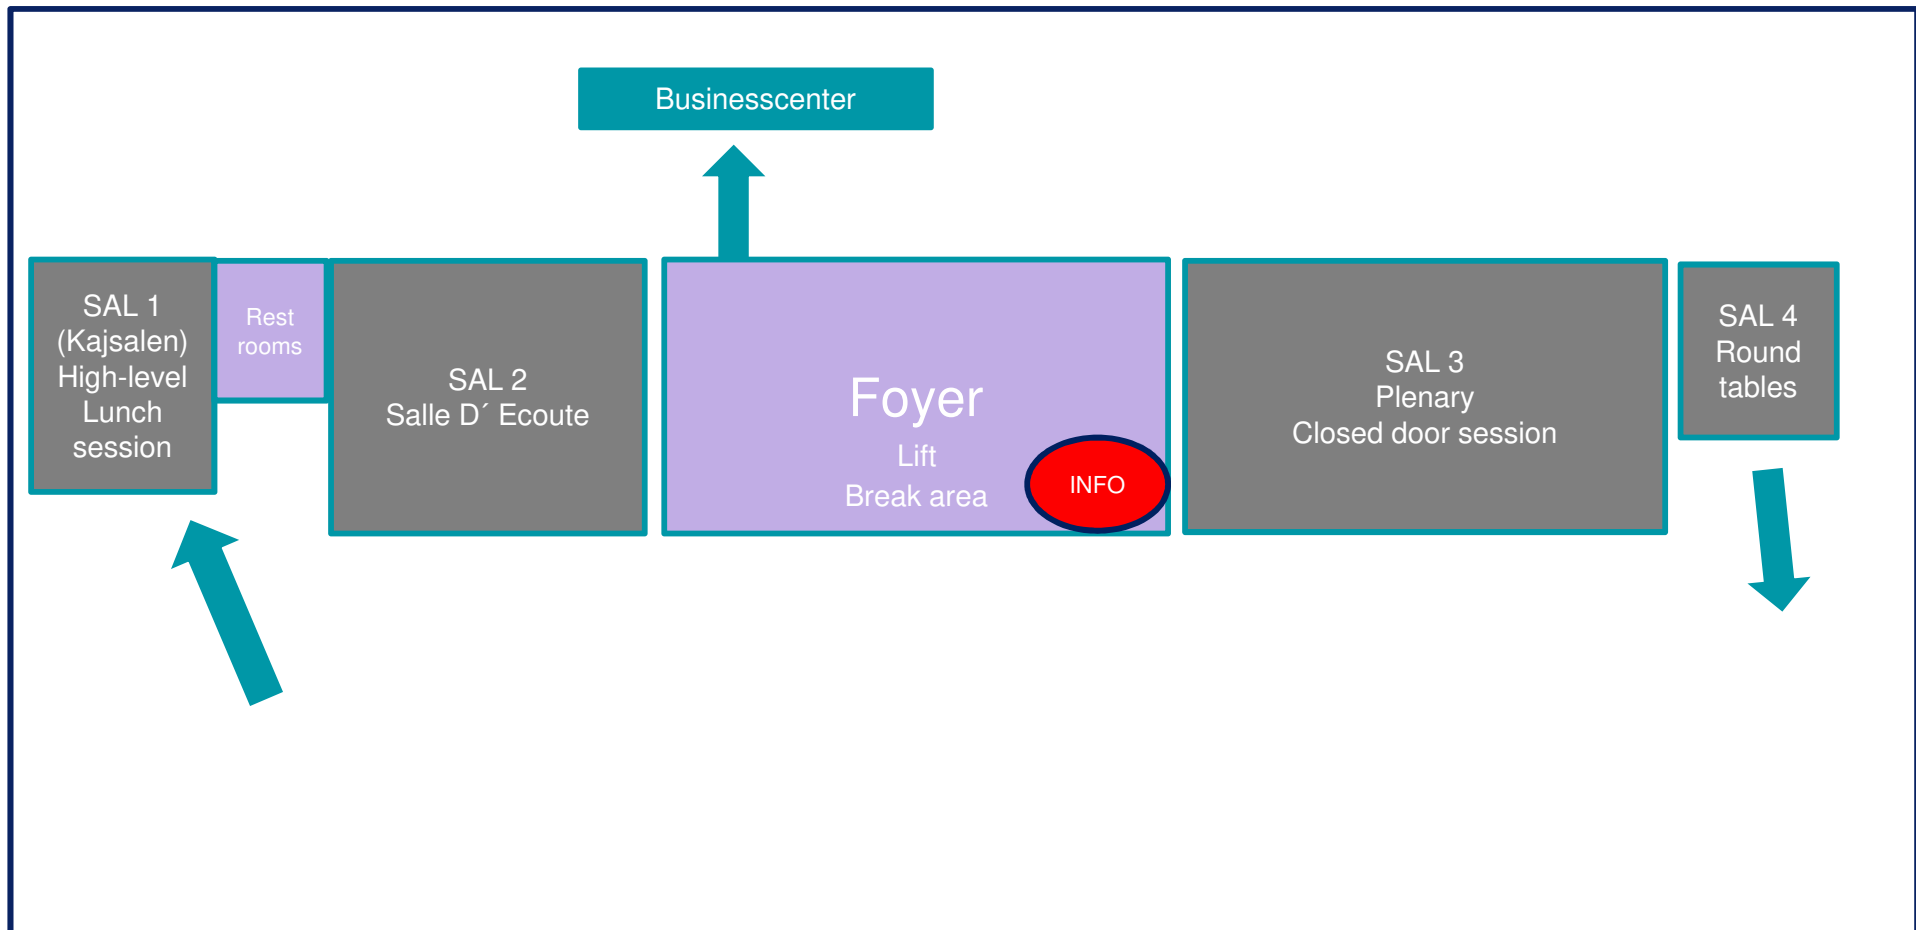 Businesscenter
SAL 1
(Kajsalen)
High-level
Lunch
session
Rest
rooms
SAL 2
Salle D´ Ecoute
Foyer
Lift
Break area
INFO
SAL 3
Plenary
Closed door session
SAL 4
Round
tables